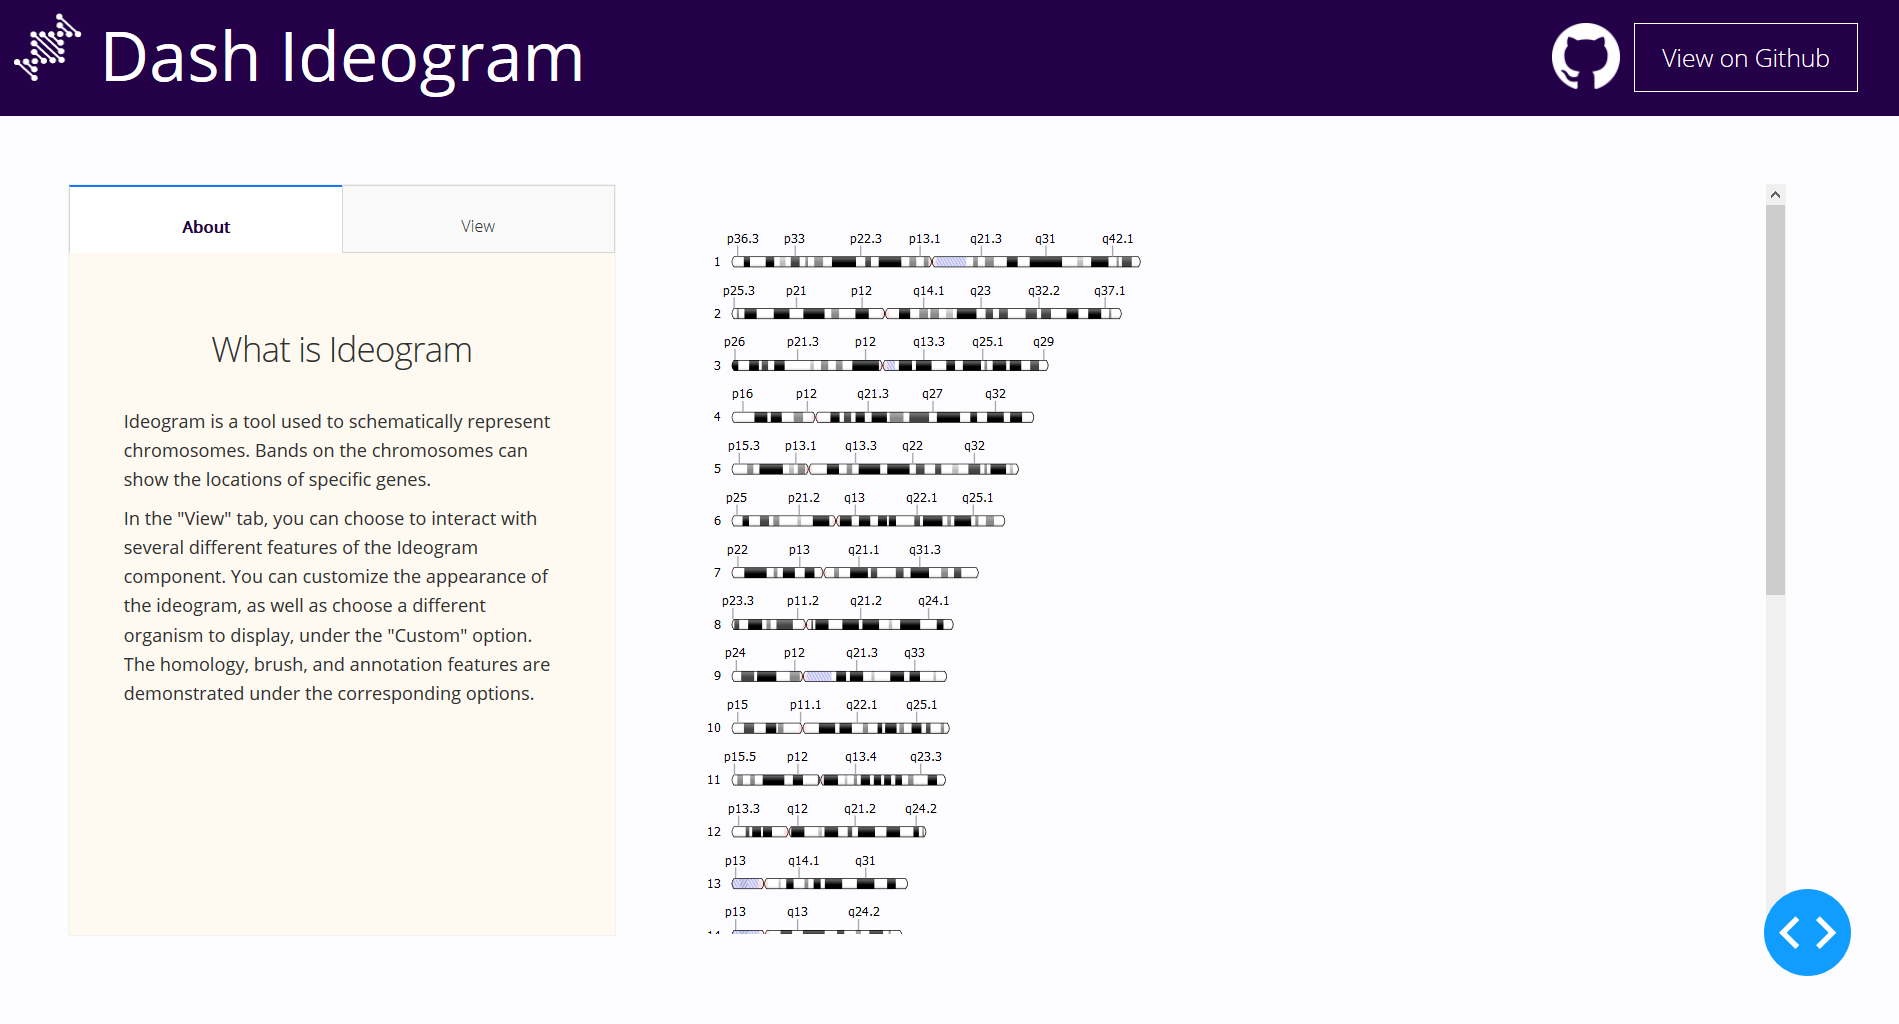 Dash Ideogram
View on Github
About
View
What is Ideogram
Ideogram is a tool used to schematically represent
chromosomes. Bands on the chromosomes can
show the locations of specific genes.
In the "View" tab, you can choose to interact with
several different features of the Ideogram
component. You can customize the appearance of
the ideogram, as well as choose a different
organism to display, under the "Custom" option.
The homology, brush, and annotation features are
demonstrated under the corresponding options.
p36.3 p33 p22.3 p13.1 q21.3 q31 q42.1
1
p25.3 p21 p12 q14.1 q23 q32.2 q37.1
2
p26 p21.3 p12 q13.3 q25.1 q29
3
p16 p12 q21.3 q27 q32
4
p15.3 p13.1 q13.3 q22 q32
5
p25 p21.2 q13 q22.1 q25.1
6
p22 p13 q21.1 q31.3
7
p23.3 p11.2 q21.2 q24.1
8
p24 p12 q21.3 q33
9
p15 p11.1 q22.1 q25.1
10
p15.5 p12 q13.4 q23.3
11
p13.3 q12 q21.2 q24.2
12
p13 q14.1 q31
13
p13 q13 q24.2